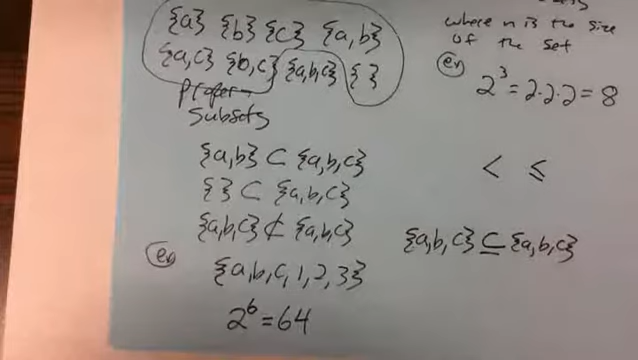 {a} {b} {c} {a,b}
{a,c} {b,c} {a,b,c} { }
proper
subsets
{a,b} ⊂ {a,b,c}
{ } ⊂ {a,b,c}
{a,b,c} ⊄ {a,b,c}
ex
{a,b,c,1,2,3}
2⁶ = 64
where n is the size
of the set
ex
2³ = 2·2·2 = 8
< ≤
{a,b,c} ⊆ {a,b,c}